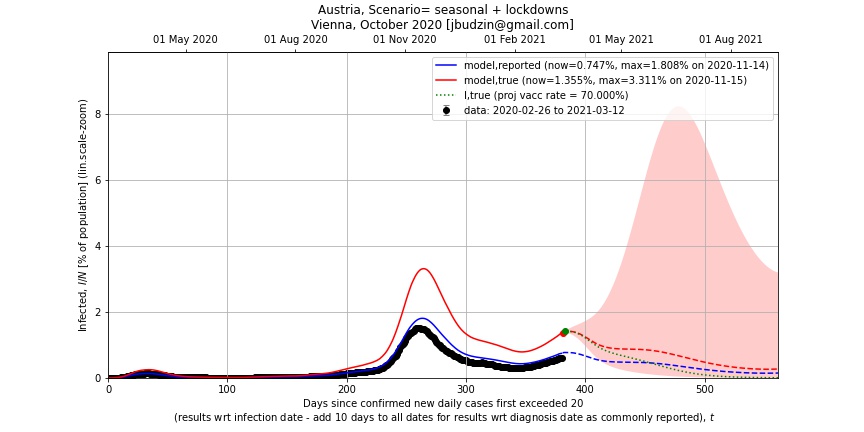 Austria, Scenario= seasonal + lockdowns
Vienna, October 2020 [jbudzin@gmail.com]
01 May 2020 01 Aug 2020 01 Nov 2020 01 Feb 2021 01 May 2021 01 Aug 2021
model,reported (now=0.747%, max=1.808% on 2020-11-14)
model,true (now=1.355%, max=3.311% on 2020-11-15)
I,true (proj vacc rate = 70.000%)
data: 2020-02-26 to 2021-03-12
Infected, I/N [% of population] (lin.scale-zoom)
8
6
4
2
0
0 100 200 300 400 500
Days since confirmed new daily cases first exceeded 20
(results wrt infection date - add 10 days to all dates for results wrt diagnosis date as commonly reported), t